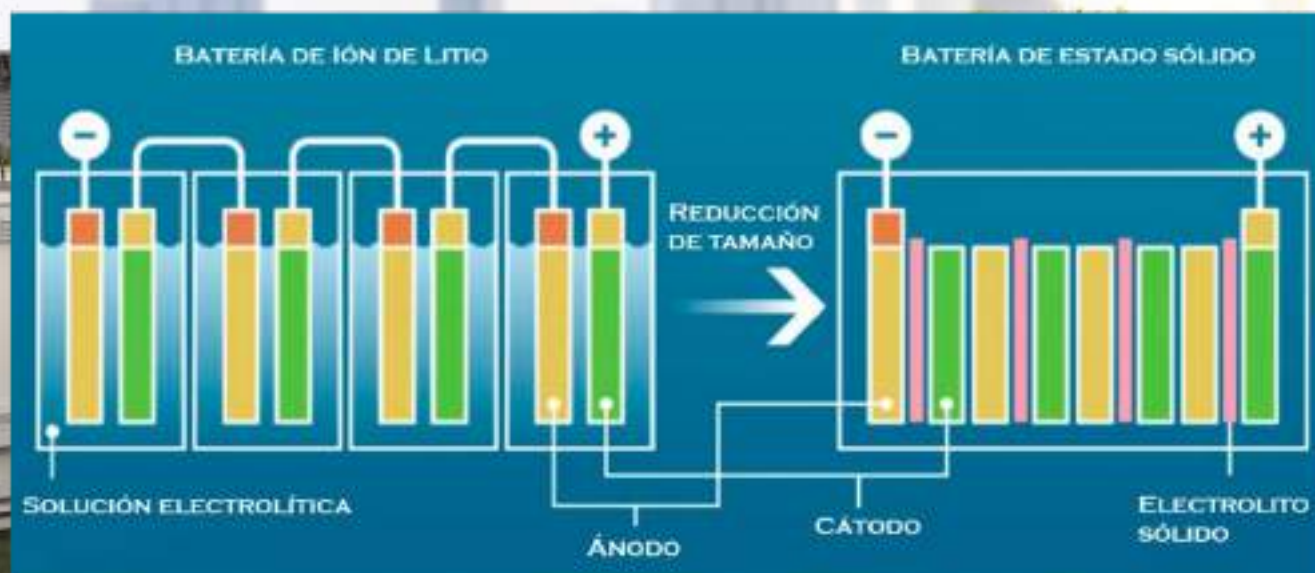 BATERÍA DE IÓN DE LITIO
BATERÍA DE ESTADO SÓLIDO
−
+
−
+
REDUCCIÓN
DE TAMAÑO
SOLUCIÓN ELECTROLÍTICA
ÁNODO
CÁTODO
ELECTROLITO
SÓLIDO